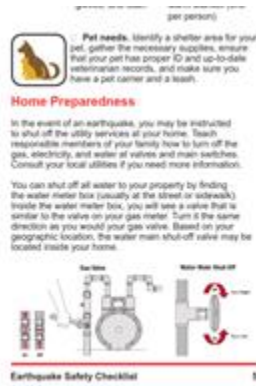 per person)
Pet needs. Identify a shelter area for your
pet, gather the necessary supplies, ensure
that your pet has proper ID and up-to-date
veterinarian records, and make sure you
have a pet carrier and a leash.
Home Preparedness
In the event of an earthquake, you may be instructed
to shut off the utility services at your home. Teach
responsible members of your family how to turn off the
gas, electricity, and water at valves and main switches.
Consult your local utilities if you need more information.
You can shut off all water to your property by finding
the water meter box (usually at the street or sidewalk).
Inside the water meter box, you will see a valve that is
similar to the valve on your gas meter. Turn it the same
direction as you would your gas valve. Based on your
geographic location, the water main shut-off valve may be
located inside your home.
Gas Valve
Water Main Shut-Off
Earthquake Safety Checklist